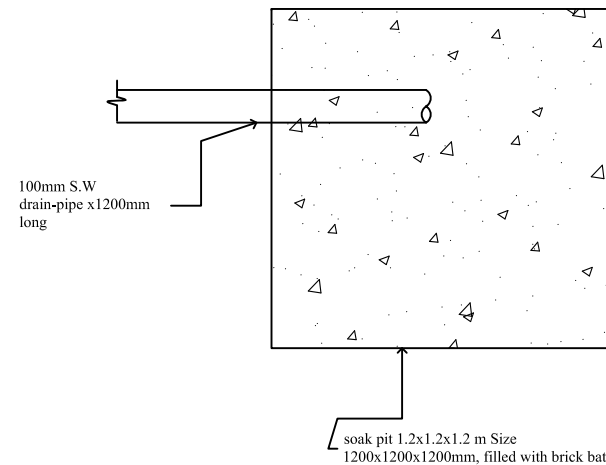 100mm S.W
drain-pipe x1200mm
long
soak pit 1.2x1.2x1.2 m Size
1200x1200x1200mm, filled with brick bat